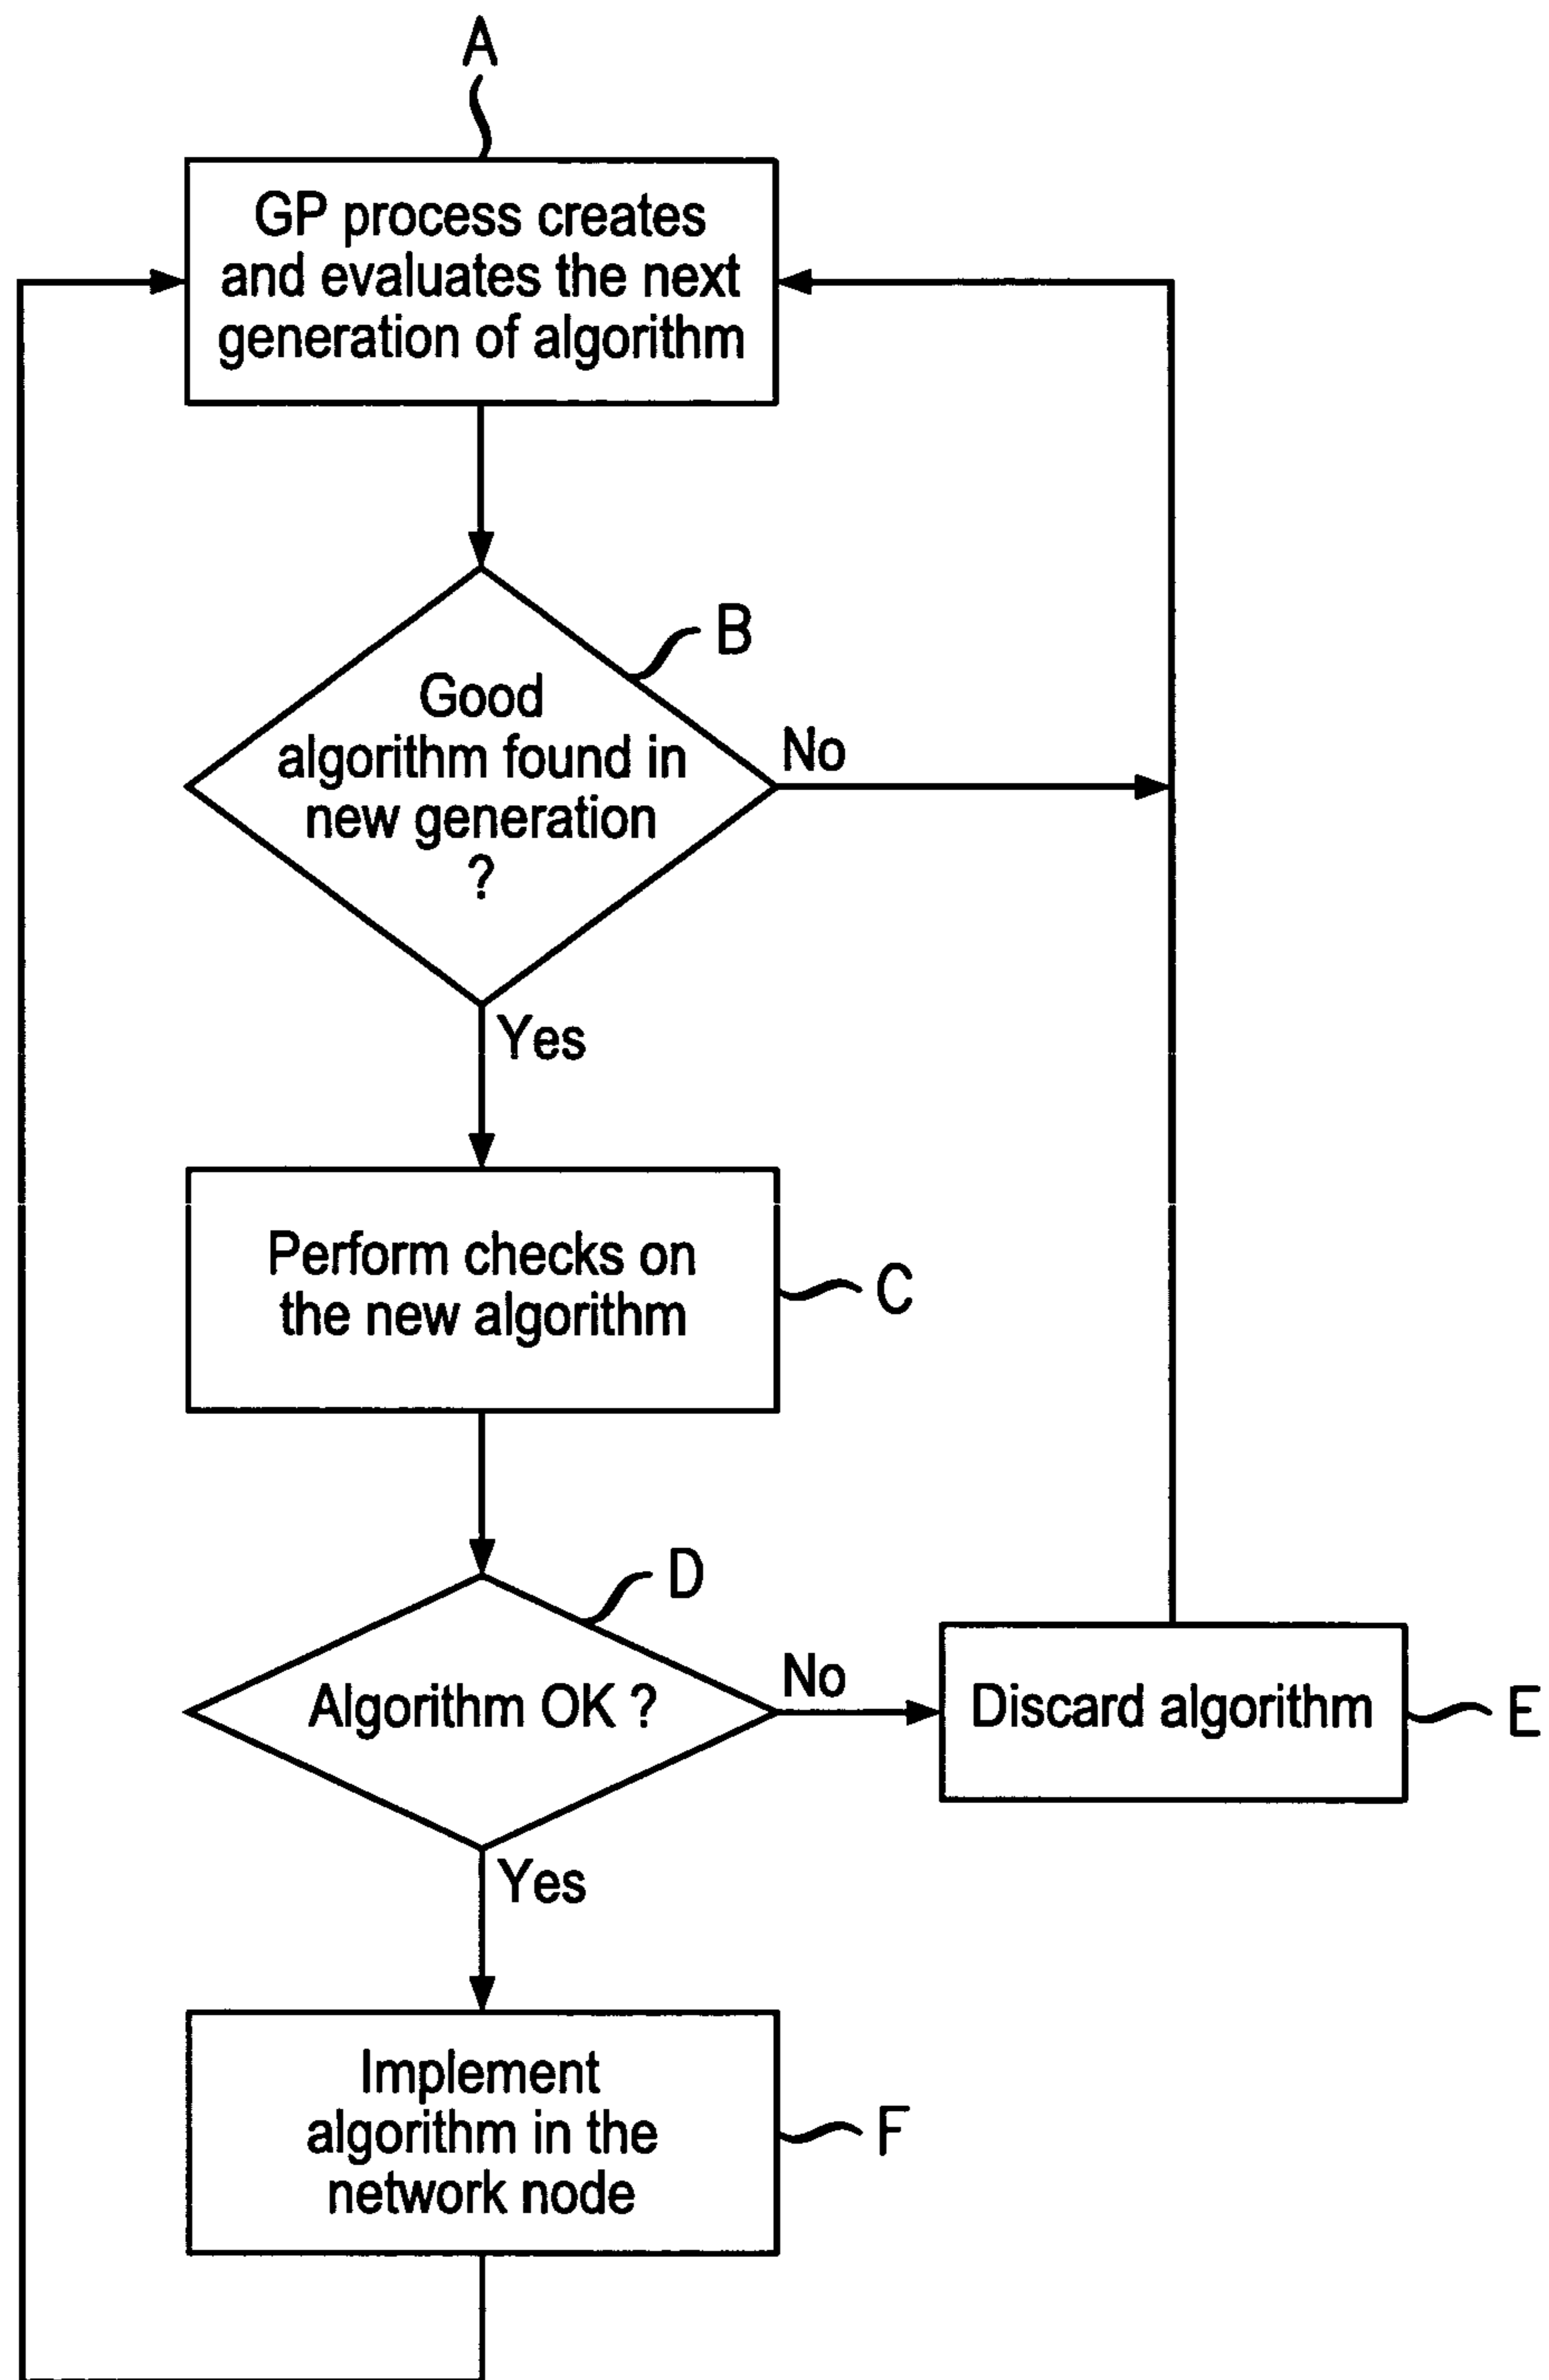 A
GP process creates
and evaluates the next
generation of algorithm
B
Good
algorithm found in
new generation
?
No
Yes
Perform checks on
the new algorithm
C
D
Algorithm OK ?
No
Discard algorithm
E
Yes
Implement
algorithm in the
network node
F